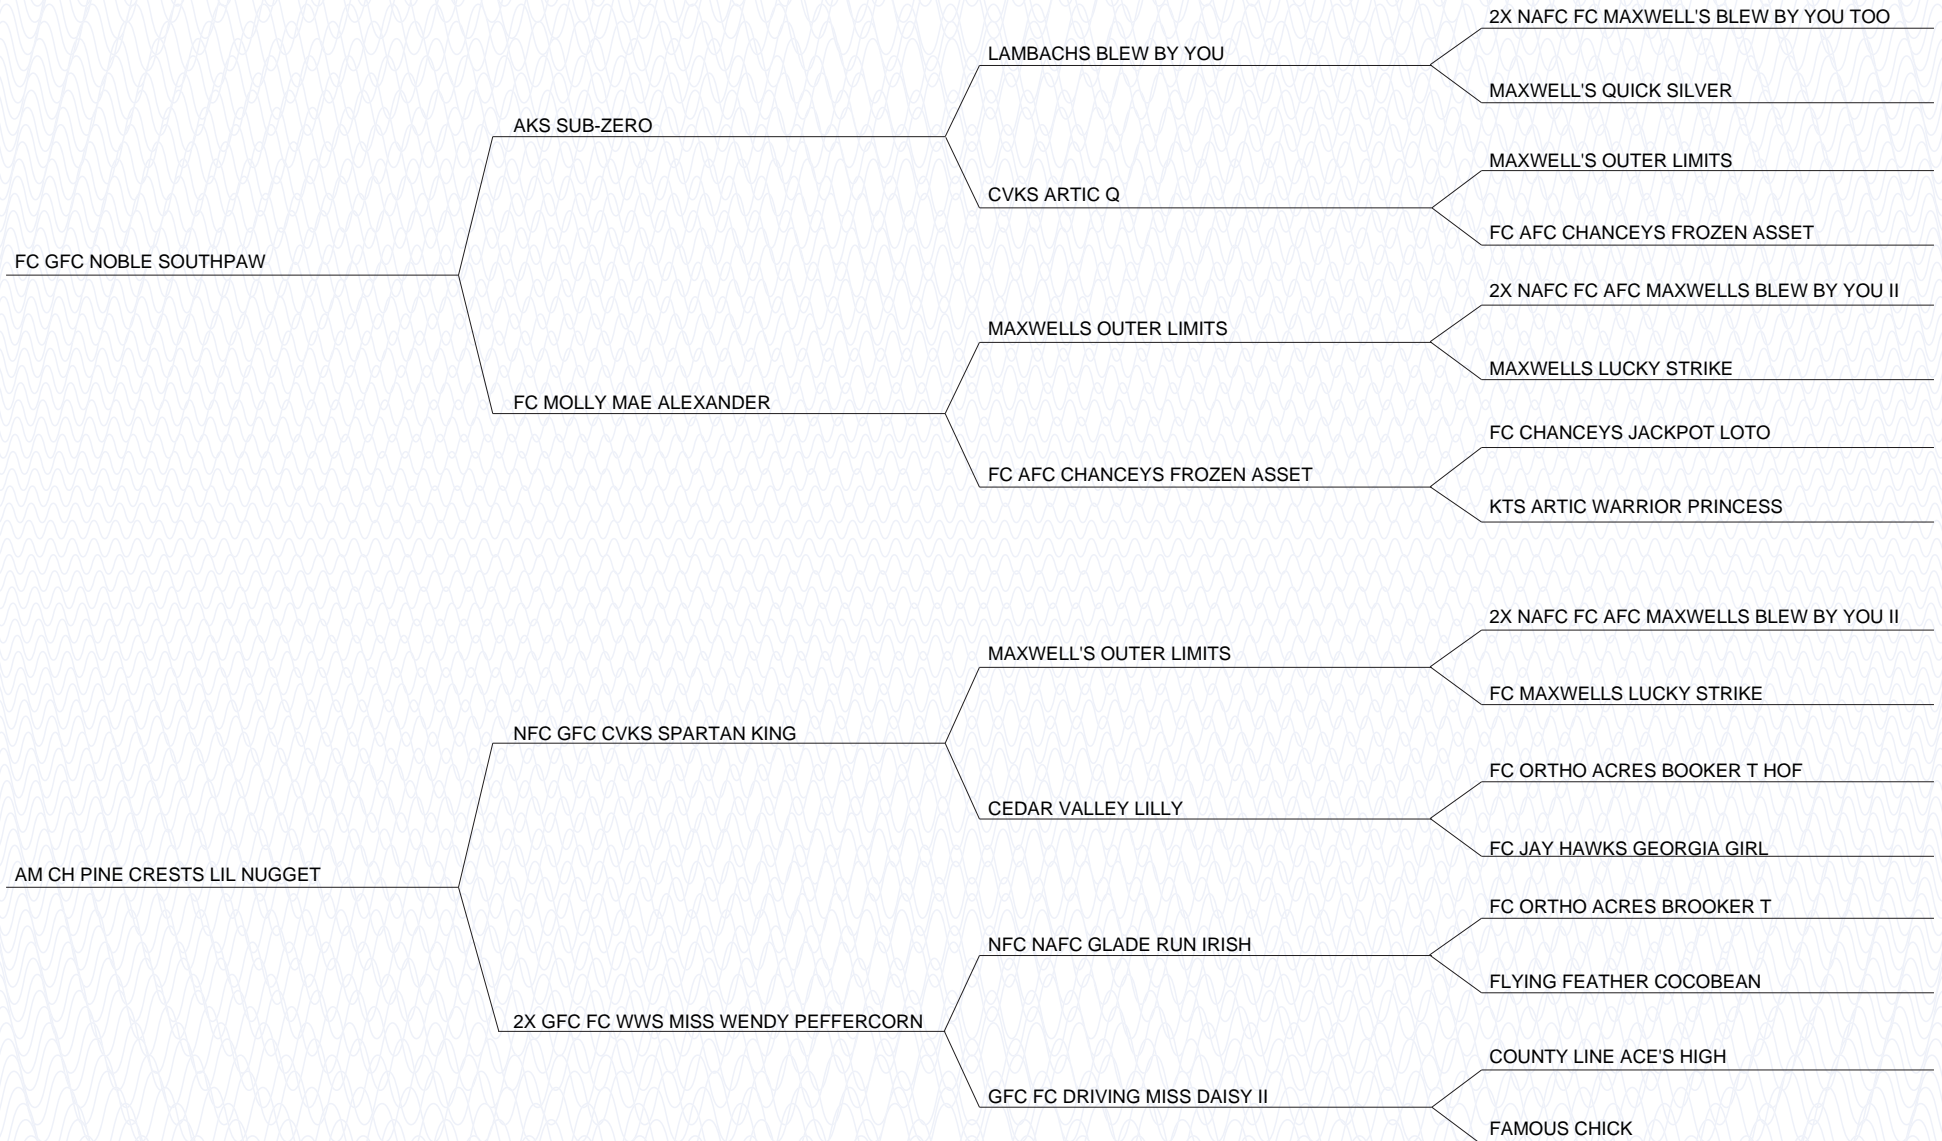 2X NAFC FC MAXWELL'S BLEW BY YOU TOO
LAMBACHS BLEW BY YOU
MAXWELL'S QUICK SILVER
AKS SUB-ZERO
MAXWELL'S OUTER LIMITS
CVKS ARTIC Q
FC AFC CHANCEYS FROZEN ASSET
FC GFC NOBLE SOUTHPAW
2X NAFC FC AFC MAXWELLS BLEW BY YOU II
MAXWELLS OUTER LIMITS
MAXWELLS LUCKY STRIKE
FC MOLLY MAE ALEXANDER
FC CHANCEYS JACKPOT LOTO
FC AFC CHANCEYS FROZEN ASSET
KTS ARTIC WARRIOR PRINCESS
2X NAFC FC AFC MAXWELLS BLEW BY YOU II
MAXWELL'S OUTER LIMITS
FC MAXWELLS LUCKY STRIKE
NFC GFC CVKS SPARTAN KING
FC ORTHO ACRES BOOKER T HOF
CEDAR VALLEY LILLY
FC JAY HAWKS GEORGIA GIRL
AM CH PINE CRESTS LIL NUGGET
FC ORTHO ACRES BROOKER T
NFC NAFC GLADE RUN IRISH
FLYING FEATHER COCOBEAN
2X GFC FC WWS MISS WENDY PEFFERCORN
COUNTY LINE ACE'S HIGH
GFC FC DRIVING MISS DAISY II
FAMOUS CHICK